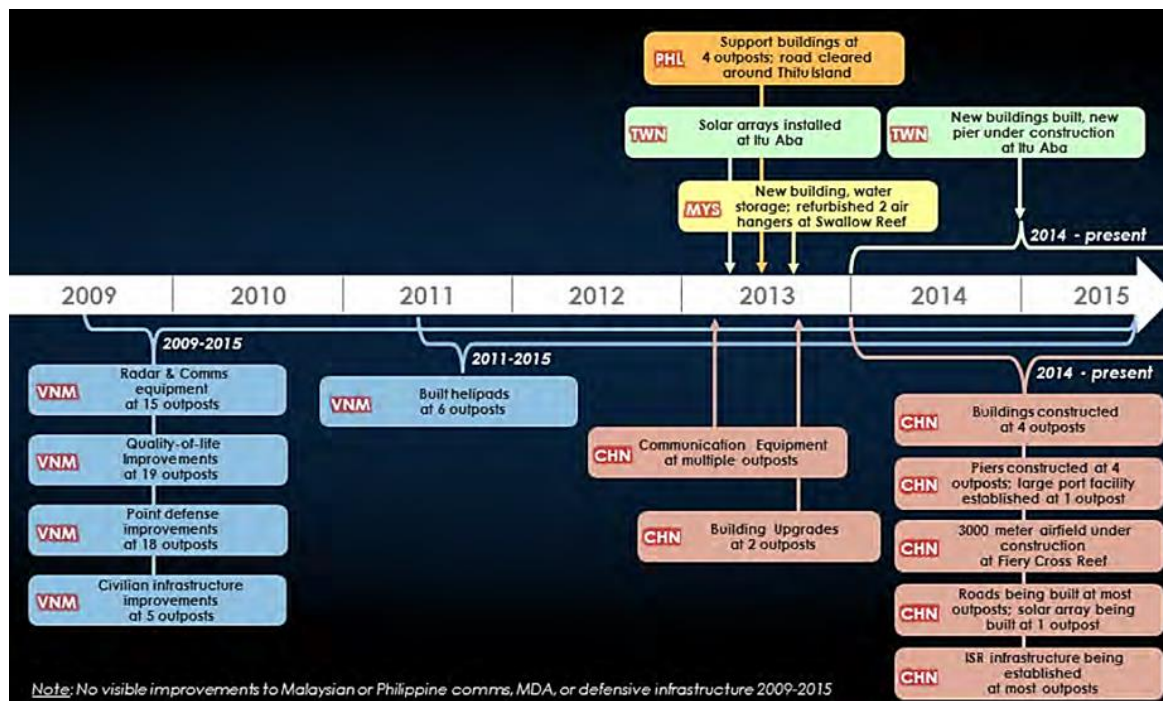 PHL
Support buildings at
4 outposts; road cleared
around Thitu Island
TWN
Solar arrays installed
at Itu Aba
TWN
New buildings built, new
pier under construction
at Itu Aba
MYS
New building, water
storage; refurbished 2 air
hangers at Swallow Reef
2014 - present
2009
2010
2011
2012
2013
2014
2015
2009-2015
2011-2015
2014 - present
VNM
Radar & Comms
equipment
at 15 outposts
VNM
Quality-of-life
Improvements
at 19 outposts
VNM
Point defense
improvements
at 18 outposts
VNM
Civilian infrastructure
improvements
at 5 outposts
VNM
Built helipads
at 6 outposts
CHN
Communication Equipment
at multiple outposts
CHN
Building Upgrades
at 2 outposts
CHN
Buildings constructed
at 4 outposts
CHN
Piers constructed at 4
outposts; large port facility
established at 1 outpost
CHN
3000 meter airfield under
construction
at Fiery Cross Reef
CHN
Roads being built at most
outposts; solar array being
built at 1 outpost
CHN
ISR infrastructure being
established
at most outposts
Note: No visible improvements to Malaysian or Philippine comms, MDA, or defensive infrastructure 2009-2015